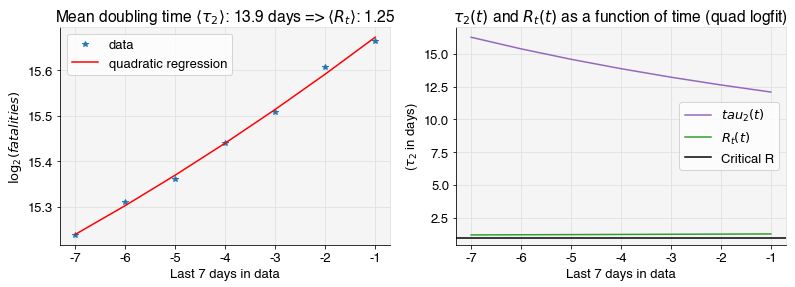 Mean doubling time ⟨τ₂⟩: 13.9 days => ⟨Rₜ⟩: 1.25
data
quadratic regression
log₂(fatalities)
15.6
15.5
15.4
15.3
-7 -6 -5 -4 -3 -2 -1
Last 7 days in data
τ₂(t) and Rₜ(t) as a function of time (quad logfit)
(τ₂ in days)
15.0
12.5
10.0
7.5
5.0
2.5
tau₂(t)
Rₜ(t)
Critical R
-7 -6 -5 -4 -3 -2 -1
Last 7 days in data